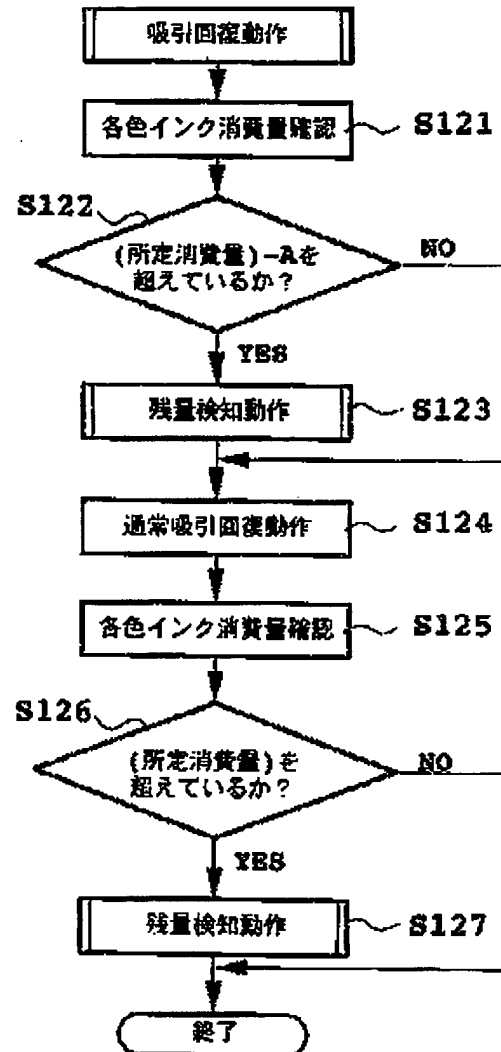 吸引回復動作
各色インク消費量確認
S121
S122
(所定消費量)-Aを
超えているか?
NO
YES
残量検知動作
S123
通常吸引回復動作
S124
各色インク消費量確認
S125
S126
(所定消費量)を
超えているか?
NO
YES
残量検知動作
S127
終了